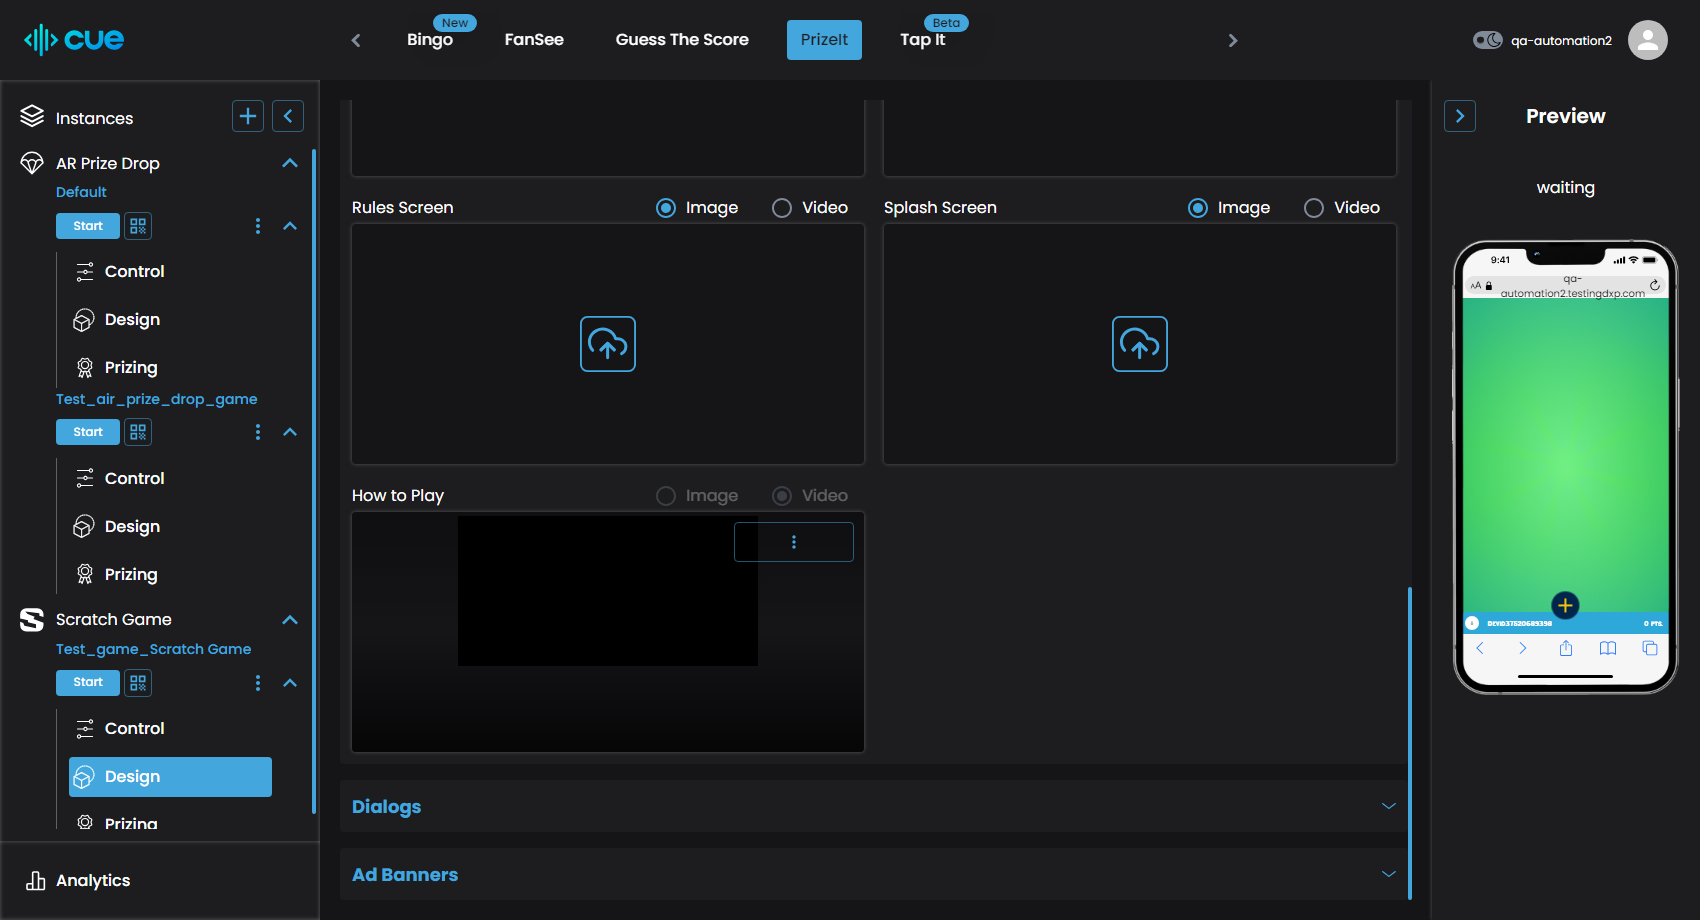 cue
New
Bingo
FanSee
Guess The Score
PrizeIt
Beta
Tap It
qa-automation2
Instances
AR Prize Drop
Default
Start
Control
Design
Prizing
Test_air_prize_drop_game
Start
Control
Design
Prizing
Scratch Game
Test_game_Scratch Game
Start
Control
Design
Prizing
Analytics
Rules Screen
Image
Video
Splash Screen
Image
Video
How to Play
Image
Video
Dialogs
Ad Banners
Preview
waiting
9:41
AA
qa-
automation2.testingdxp.com
0 PTS.